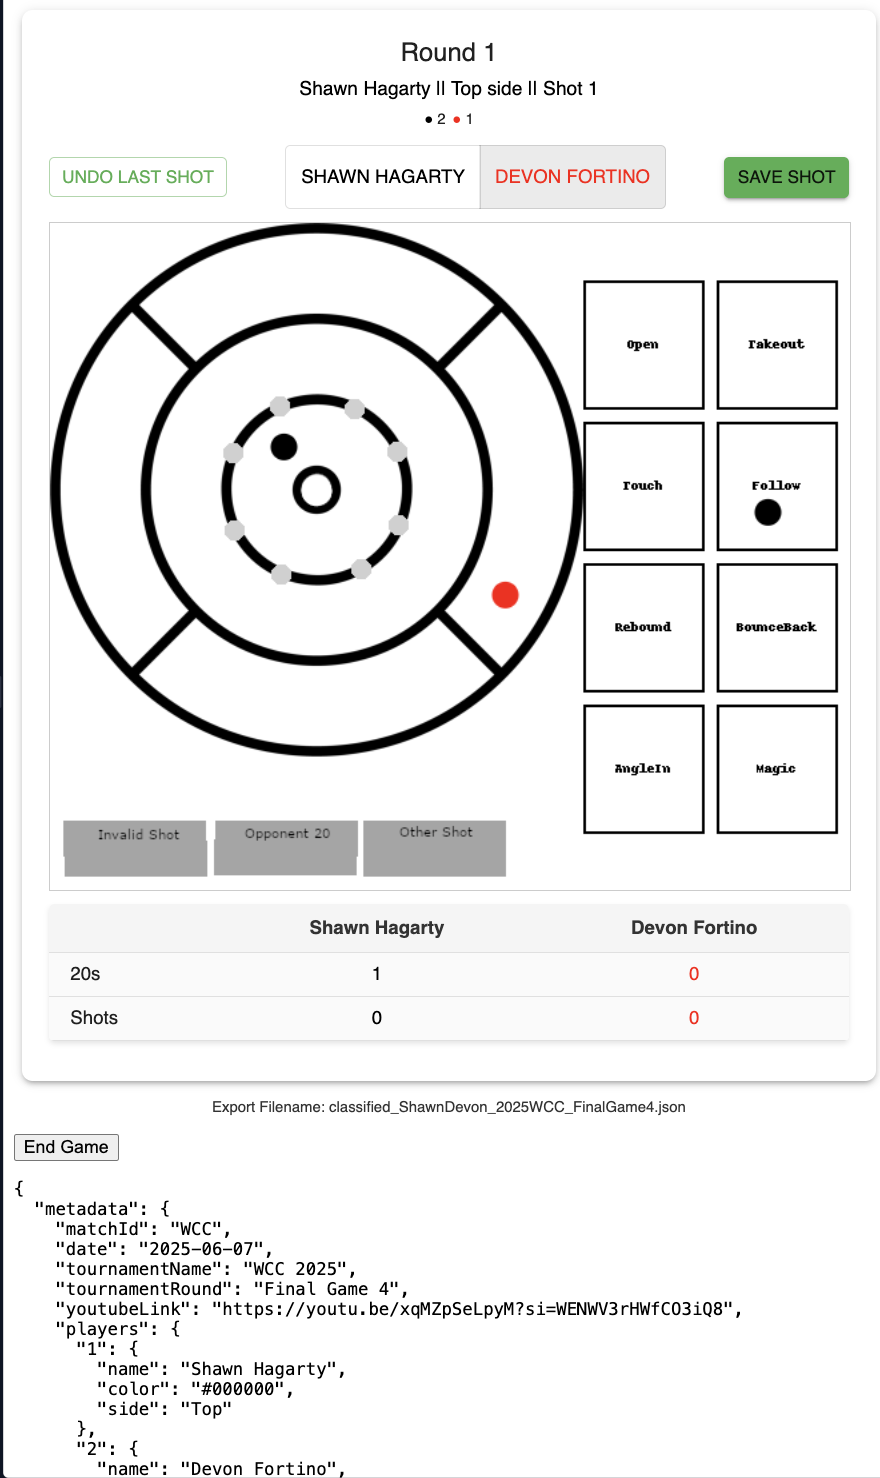 Round 1
Shawn Hagarty || Top side || Shot 1
● 2 ● 1
UNDO LAST SHOT
SHAWN HAGARTY
DEVON FORTINO
SAVE SHOT
Open
Takeout
Touch
Follow
Rebound
BounceBack
AngleIn
Magic
Invalid Shot
Opponent 20
Other Shot
Shawn Hagarty Devon Fortino
20s 1 0
Shots 0 0
Export Filename: classified_ShawnDevon_2025WCC_FinalGame4.json
End Game
{
"metadata": {
"matchId": "WCC",
"date": "2025-06-07",
"tournamentName": "WCC 2025",
"tournamentRound": "Final Game 4",
"youtubeLink": "https://youtu.be/xqMZpSeLpyM?si=WENWV3rHWfCO3iQ8",
"players": {
"1": {
"name": "Shawn Hagarty",
"color": "#000000",
"side": "Top"
},
"2": {
"name": "Devon Fortino",